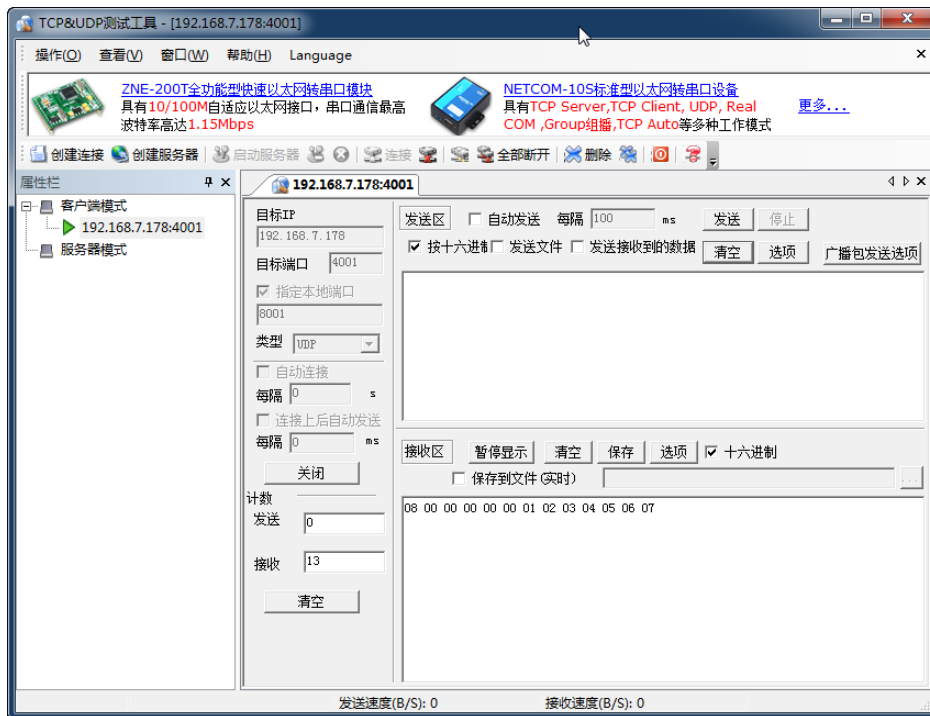 TCP&UDP测试工具 - [192.168.7.178:4001]
操作(O) 查看(V) 窗口(W) 帮助(H) Language
ZNE-200T全功能型快速以太网转串口模块
具有10/100M自适应以太网接口，串口通信最高
波特率高达1.15Mbps
NETCOM-10S标准型以太网转串口设备
具有TCP Server,TCP Client, UDP, Real
COM ,Group组播,TCP Auto等多种工作模式
更多...
创建连接 创建服务器 启动服务器 连接 全部断开 删除
属性栏
客户端模式
192.168.7.178:4001
服务器模式
192.168.7.178:4001
目标IP
192.168.7.178
目标端口 4001
指定本地端口
8001
类型 UDP
自动连接
每隔 0 s
连接上后自动发送
每隔 0 ms
关闭
计数
发送 0
接收 13
清空
发送区 自动发送 每隔 100 ms 发送 停止
按十六进制 发送文件 发送接收到的数据 清空 选项 广播包发送选项
接收区 暂停显示 清空 保存 选项 十六进制
保存到文件(实时) ...
08 00 00 00 00 00 01 02 03 04 05 06 07
发送速度(B/S): 0 接收速度(B/S): 0